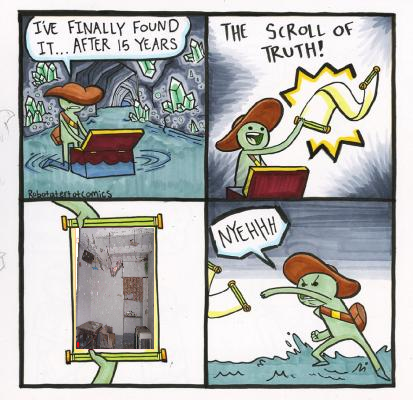 I'VE FINALLY FOUND
IT... AFTER 15 YEARS
THE SCROLL OF
TRUTH!
Robotatertotcomics
NYEHHH